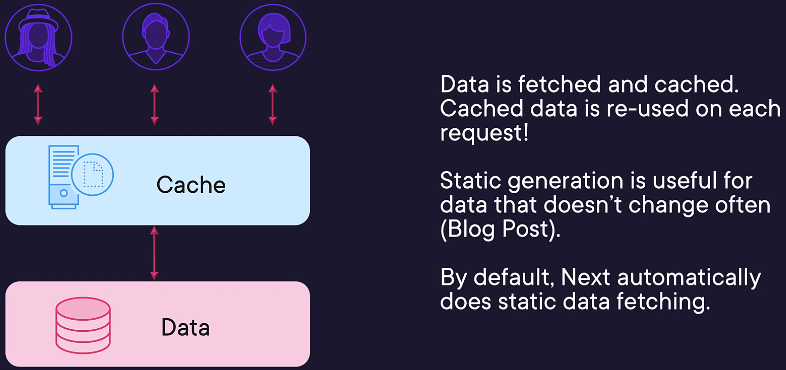 Cache
Data
Data is fetched and cached.
Cached data is re-used on each
request!
Static generation is useful for
data that doesn’t change often
(Blog Post).
By default, Next automatically
does static data fetching.